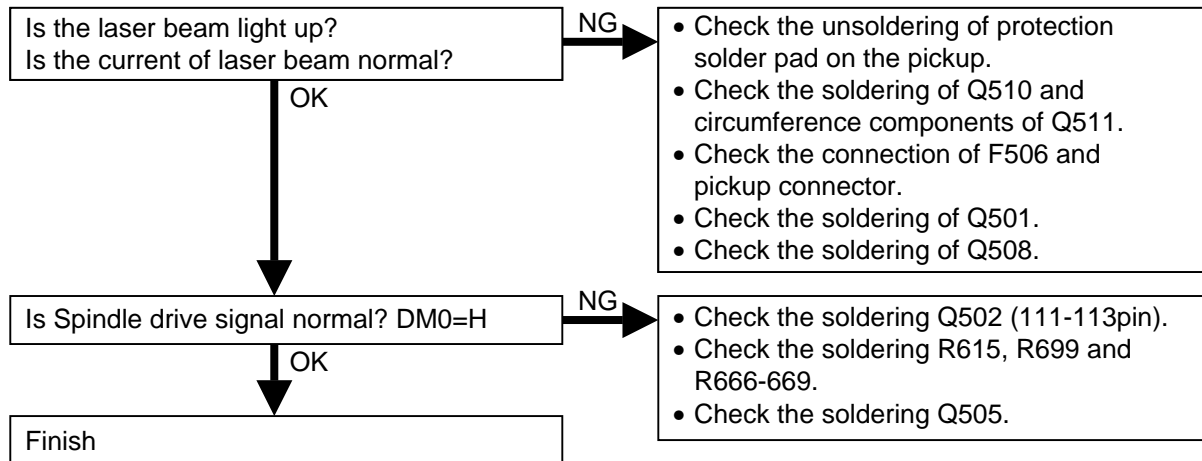 Is the laser beam light up?
Is the current of laser beam normal?
NG
• Check the unsoldering of protection
solder pad on the pickup.
• Check the soldering of Q510 and
circumference components of Q511.
• Check the connection of F506 and
pickup connector.
• Check the soldering of Q501.
• Check the soldering of Q508.
OK
Is Spindle drive signal normal? DM0=H
NG
• Check the soldering Q502 (111-113pin).
• Check the soldering R615, R699 and
R666-669.
• Check the soldering Q505.
OK
Finish